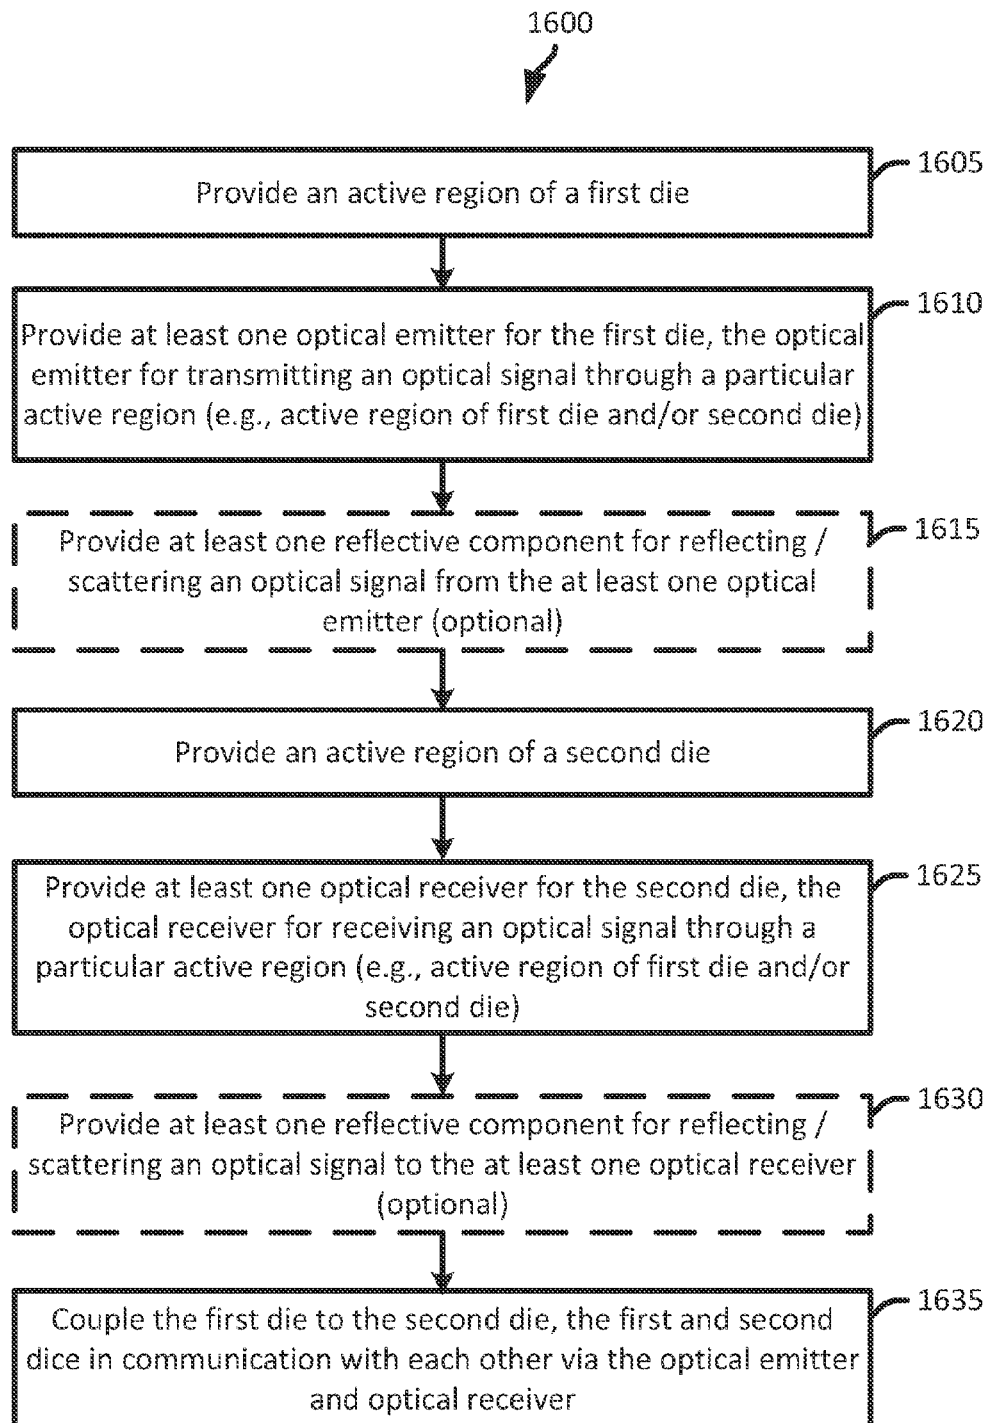 1600
Provide an active region of a first die
1605
Provide at least one optical emitter for the first die, the optical
emitter for transmitting an optical signal through a particular
active region (e.g., active region of first die and/or second die)
1610
Provide at least one reflective component for reflecting /
scattering an optical signal from the at least one optical
emitter (optional)
1615
Provide an active region of a second die
1620
Provide at least one optical receiver for the second die, the
optical receiver for receiving an optical signal through a
particular active region (e.g., active region of first die and/or
second die)
1625
Provide at least one reflective component for reflecting /
scattering an optical signal to the at least one optical receiver
(optional)
1630
Couple the first die to the second die, the first and second
dice in communication with each other via the optical emitter
and optical receiver
1635